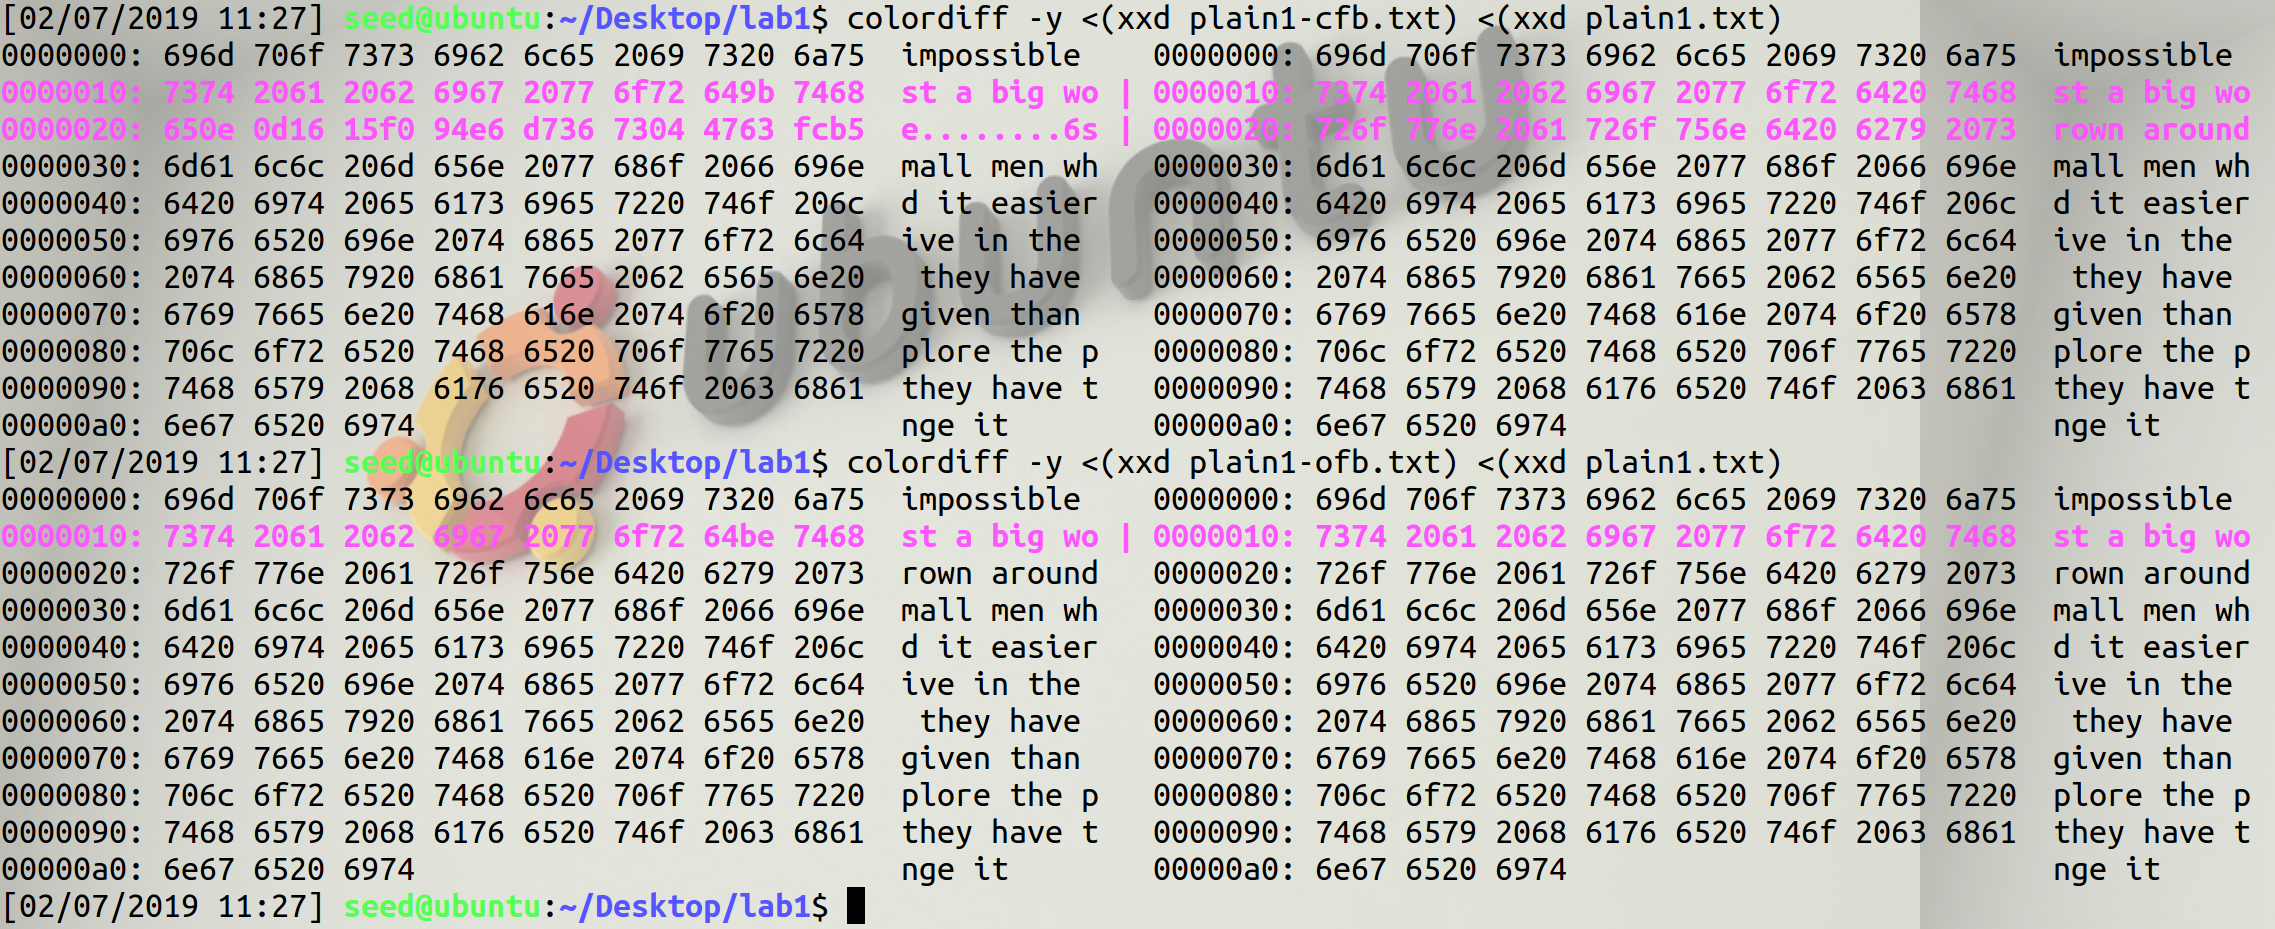 [02/07/2019 11:27] seed@ubuntu:~/Desktop/lab1$ colordiff -y <(xxd plain1-cfb.txt) <(xxd plain1.txt)
0000000: 696d 706f 7373 6962 6c65 2069 7320 6a75  impossible    0000000: 696d 706f 7373 6962 6c65 2069 7320 6a75  impossible
0000010: 7374 2061 2062 6967 2077 6f72 649b 7468  st a big wo | 0000010: 7374 2061 2062 6967 2077 6f72 6420 7468  st a big wo
0000020: 650e 0d16 15f0 94e6 d736 7304 4763 fcb5  e........6s | 0000020: 726f 776e 2061 726f 756e 6420 6279 2073  rown around
0000030: 6d61 6c6c 206d 656e 2077 686f 2066 696e  mall men wh   0000030: 6d61 6c6c 206d 656e 2077 686f 2066 696e  mall men wh
0000040: 6420 6974 2065 6173 6965 7220 746f 206c  d it easier   0000040: 6420 6974 2065 6173 6965 7220 746f 206c  d it easier
0000050: 6976 6520 696e 2074 6865 2077 6f72 6c64  ive in the    0000050: 6976 6520 696e 2074 6865 2077 6f72 6c64  ive in the
0000060: 2074 6865 7920 6861 7665 2062 6565 6e20   they have    0000060: 2074 6865 7920 6861 7665 2062 6565 6e20   they have
0000070: 6769 7665 6e20 7468 616e 2074 6f20 6578  given than    0000070: 6769 7665 6e20 7468 616e 2074 6f20 6578  given than
0000080: 706c 6f72 6520 7468 6520 706f 7765 7220  plore the p   0000080: 706c 6f72 6520 7468 6520 706f 7765 7220  plore the p
0000090: 7468 6579 2068 6176 6520 746f 2063 6861  they have t   0000090: 7468 6579 2068 6176 6520 746f 2063 6861  they have t
00000a0: 6e67 6520 6974                           nge it        00000a0: 6e67 6520 6974                           nge it
[02/07/2019 11:27] seed@ubuntu:~/Desktop/lab1$ colordiff -y <(xxd plain1-ofb.txt) <(xxd plain1.txt)
0000000: 696d 706f 7373 6962 6c65 2069 7320 6a75  impossible    0000000: 696d 706f 7373 6962 6c65 2069 7320 6a75  impossible
0000010: 7374 2061 2062 6967 2077 6f72 64be 7468  st a big wo | 0000010: 7374 2061 2062 6967 2077 6f72 6420 7468  st a big wo
0000020: 726f 776e 2061 726f 756e 6420 6279 2073  rown around   0000020: 726f 776e 2061 726f 756e 6420 6279 2073  rown around
0000030: 6d61 6c6c 206d 656e 2077 686f 2066 696e  mall men wh   0000030: 6d61 6c6c 206d 656e 2077 686f 2066 696e  mall men wh
0000040: 6420 6974 2065 6173 6965 7220 746f 206c  d it easier   0000040: 6420 6974 2065 6173 6965 7220 746f 206c  d it easier
0000050: 6976 6520 696e 2074 6865 2077 6f72 6c64  ive in the    0000050: 6976 6520 696e 2074 6865 2077 6f72 6c64  ive in the
0000060: 2074 6865 7920 6861 7665 2062 6565 6e20   they have    0000060: 2074 6865 7920 6861 7665 2062 6565 6e20   they have
0000070: 6769 7665 6e20 7468 616e 2074 6f20 6578  given than    0000070: 6769 7665 6e20 7468 616e 2074 6f20 6578  given than
0000080: 706c 6f72 6520 7468 6520 706f 7765 7220  plore the p   0000080: 706c 6f72 6520 7468 6520 706f 7765 7220  plore the p
0000090: 7468 6579 2068 6176 6520 746f 2063 6861  they have t   0000090: 7468 6579 2068 6176 6520 746f 2063 6861  they have t
00000a0: 6e67 6520 6974                           nge it        00000a0: 6e67 6520 6974                           nge it
[02/07/2019 11:27] seed@ubuntu:~/Desktop/lab1$
ubuntu